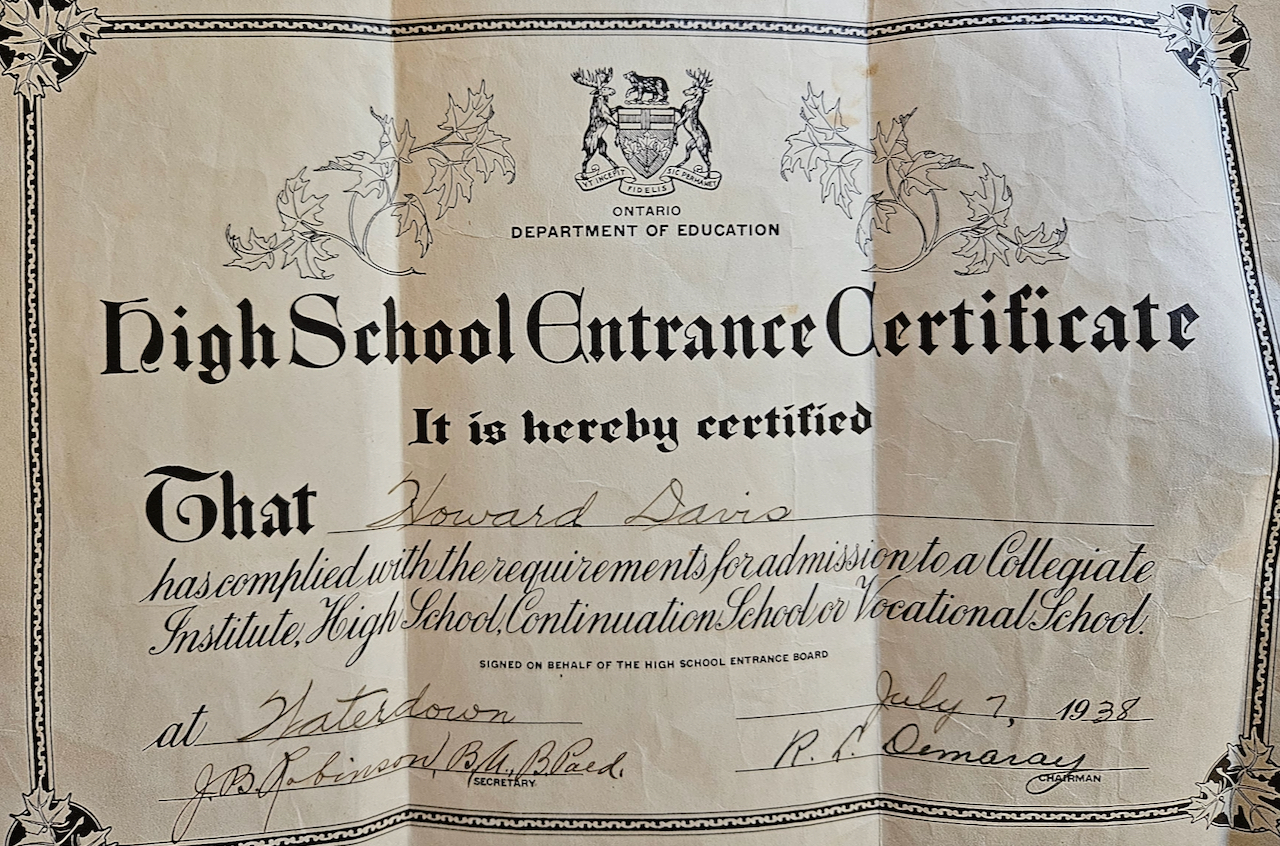 VT INCEPIT FIDELIS SIC PERMANET
ONTARIO
DEPARTMENT OF EDUCATION
High School Entrance Certificate
It is hereby certified
That Howard Davis
has complied with the requirements for admission to a Collegiate
Institute, High School, Continuation School or Vocational School.
SIGNED ON BEHALF OF THE HIGH SCHOOL ENTRANCE BOARD
at Waterdown July 7, 1938
J.B. Robinson, B.A., B.Paed. R. L. Demaray
SECRETARY CHAIRMAN